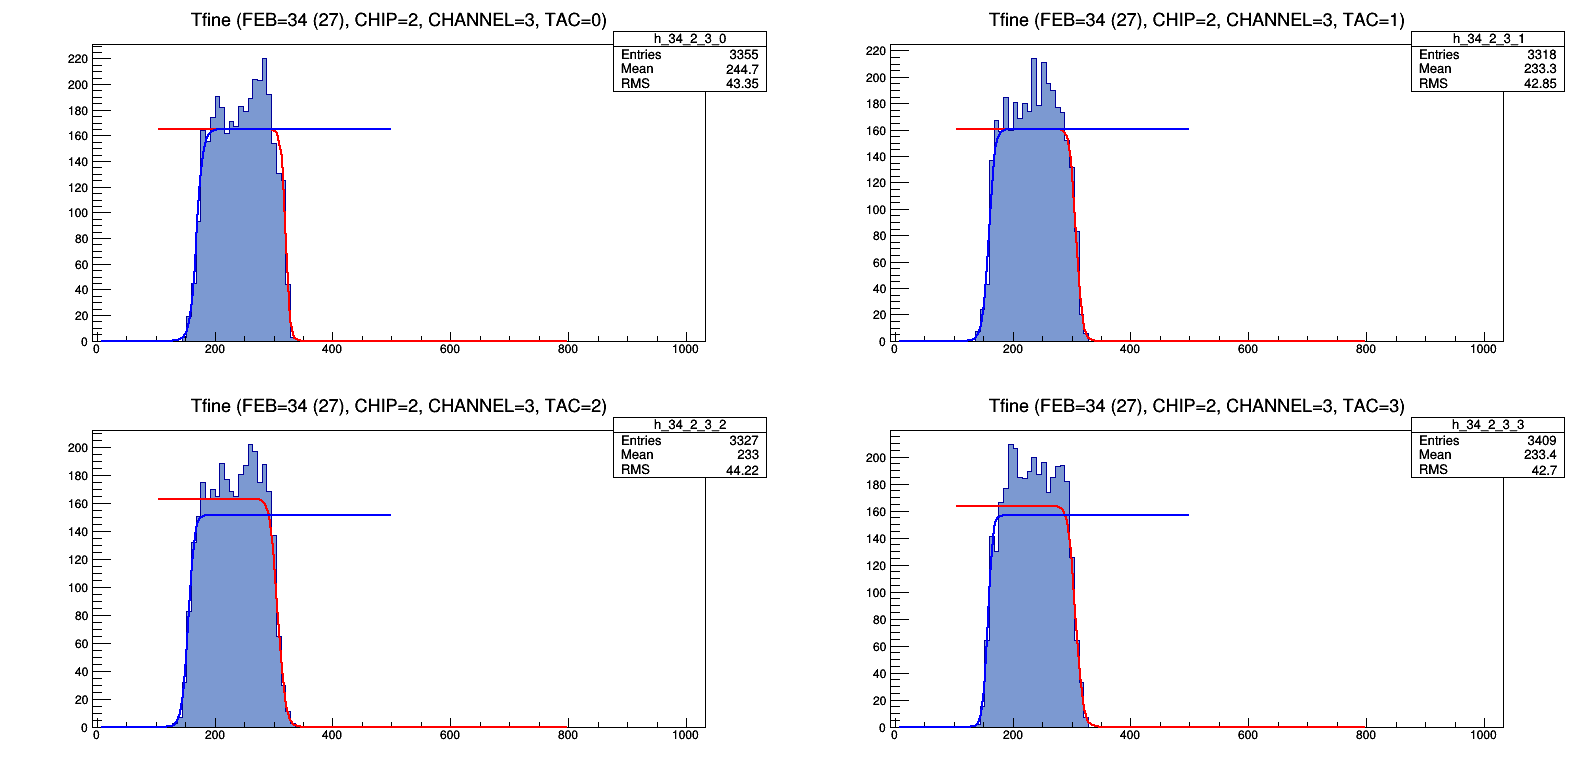 Tfine (FEB=34 (27), CHIP=2, CHANNEL=3, TAC=0)
h_34_2_3_0
Entries 3355
Mean 244.7
RMS 43.35
220
200
180
160
140
120
100
80
60
40
20
0
0 200 400 600 800 1000
Tfine (FEB=34 (27), CHIP=2, CHANNEL=3, TAC=1)
h_34_2_3_1
Entries 3318
Mean 233.3
RMS 42.85
220
200
180
160
140
120
100
80
60
40
20
0
0 200 400 600 800 1000
Tfine (FEB=34 (27), CHIP=2, CHANNEL=3, TAC=2)
h_34_2_3_2
Entries 3327
Mean 233
RMS 44.22
200
180
160
140
120
100
80
60
40
20
0
0 200 400 600 800 1000
Tfine (FEB=34 (27), CHIP=2, CHANNEL=3, TAC=3)
h_34_2_3_3
Entries 3409
Mean 233.4
RMS 42.7
200
180
160
140
120
100
80
60
40
20
0
0 200 400 600 800 1000